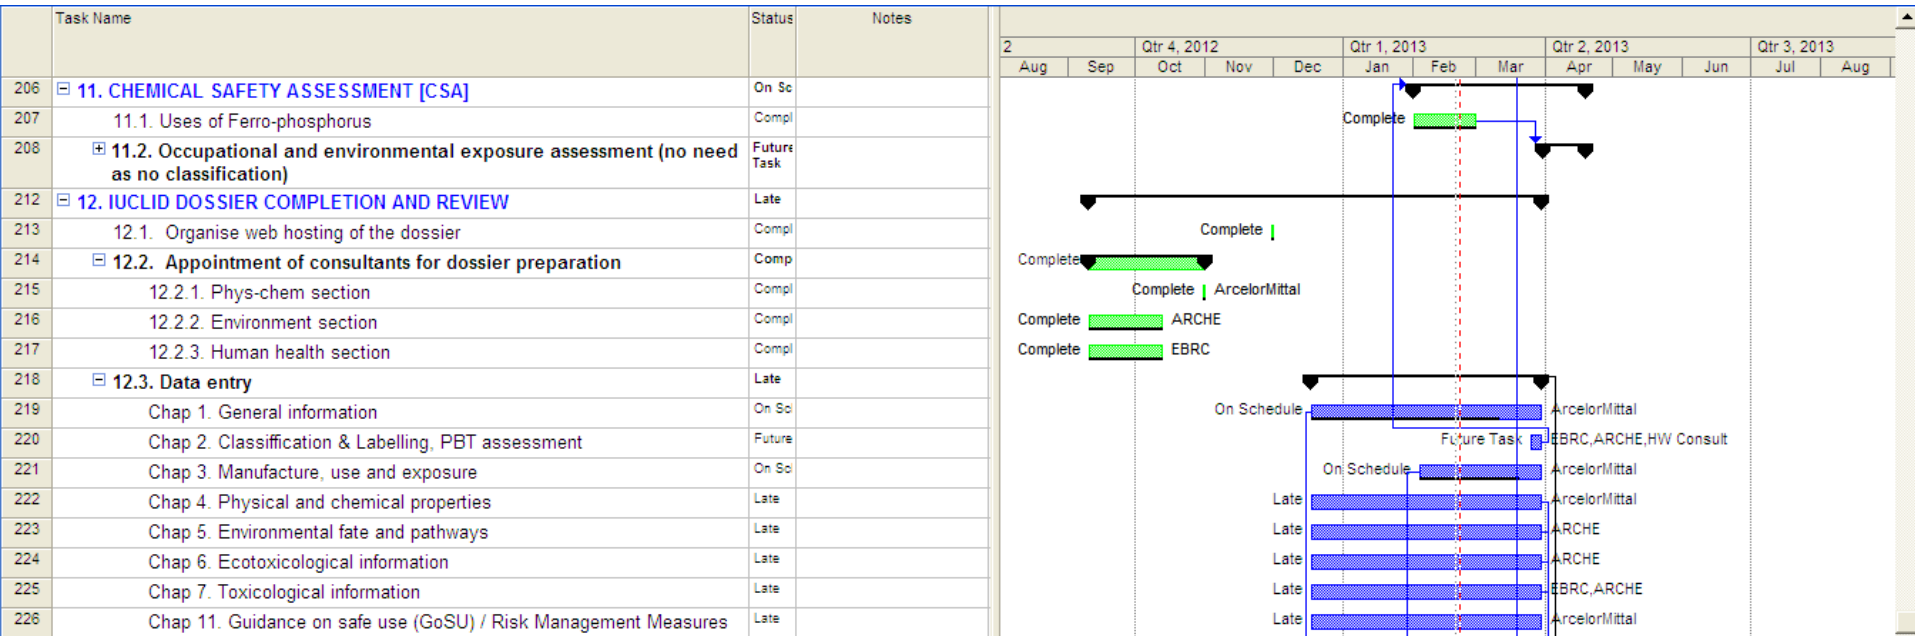 Task Name Status Notes
2 Qtr 4, 2012 Qtr 1, 2013 Qtr 2, 2013 Qtr 3, 2013
Aug Sep Oct Nov Dec Jan Feb Mar Apr May Jun Jul Aug
206 11. CHEMICAL SAFETY ASSESSMENT [CSA] On Sc
207 11.1. Uses of Ferro-phosphorus Compl Complete
208 11.2. Occupational and environmental exposure assessment (no need Future
as no classification) Task
212 12. IUCLID DOSSIER COMPLETION AND REVIEW Late
213 12.1. Organise web hosting of the dossier Compl Complete
214 12.2. Appointment of consultants for dossier preparation Comp Complete
215 12.2.1. Phys-chem section Compl Complete ArcelorMittal
216 12.2.2. Environment section Compl Complete ARCHE
217 12.2.3. Human health section Compl Complete EBRC
218 12.3. Data entry Late
219 Chap 1. General information On Sc On Schedule ArcelorMittal
220 Chap 2. Classification & Labelling, PBT assessment Future Future Task EBRC,ARCHE,HW Consult
221 Chap 3. Manufacture, use and exposure On Sc On Schedule ArcelorMittal
222 Chap 4. Physical and chemical properties Late Late ArcelorMittal
223 Chap 5. Environmental fate and pathways Late Late ARCHE
224 Chap 6. Ecotoxicological information Late Late ARCHE
225 Chap 7. Toxicological information Late Late EBRC,ARCHE
226 Chap 11. Guidance on safe use (GoSU) / Risk Management Measures Late Late ArcelorMittal